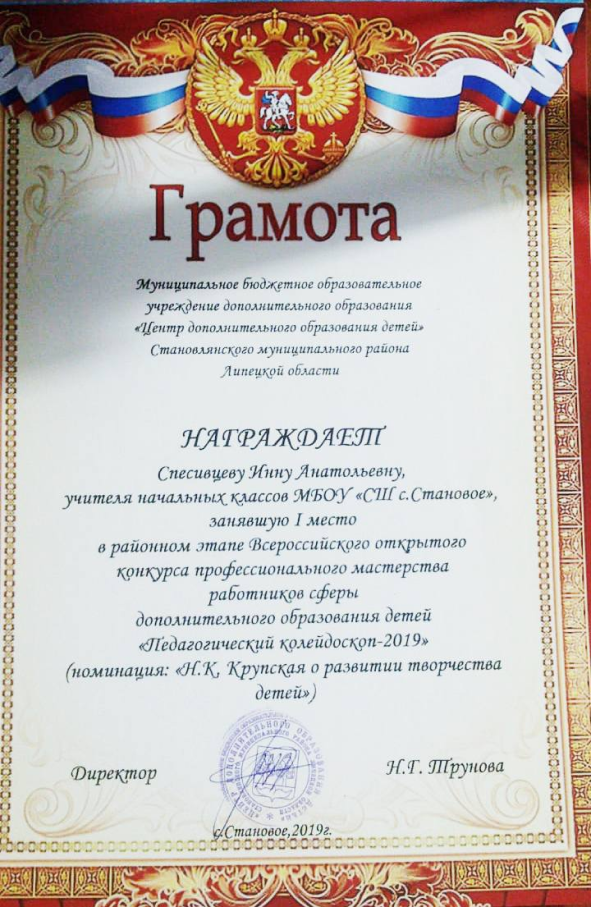 Грамота
Муниципальное бюджетное образовательное
учреждение дополнительного образования
«Центр дополнительного образования детей»
Становлянского муниципального района
Липецкой области
НАГРАЖДАЕТ
Спесивцеву Инну Анатольевну,
учителя начальных классов МБОУ «СШ с.Становое»,
занявшую I место
в районном этапе Всероссийского открытого
конкурса профессионального мастерства
работников сферы
дополнительного образования детей
«Педагогический колейдоскоп-2019»
(номинация: «Н.К, Крупская о развитии творчества
детей»)
Директор
Н.Г. Трунова
с.Становое,2019г.